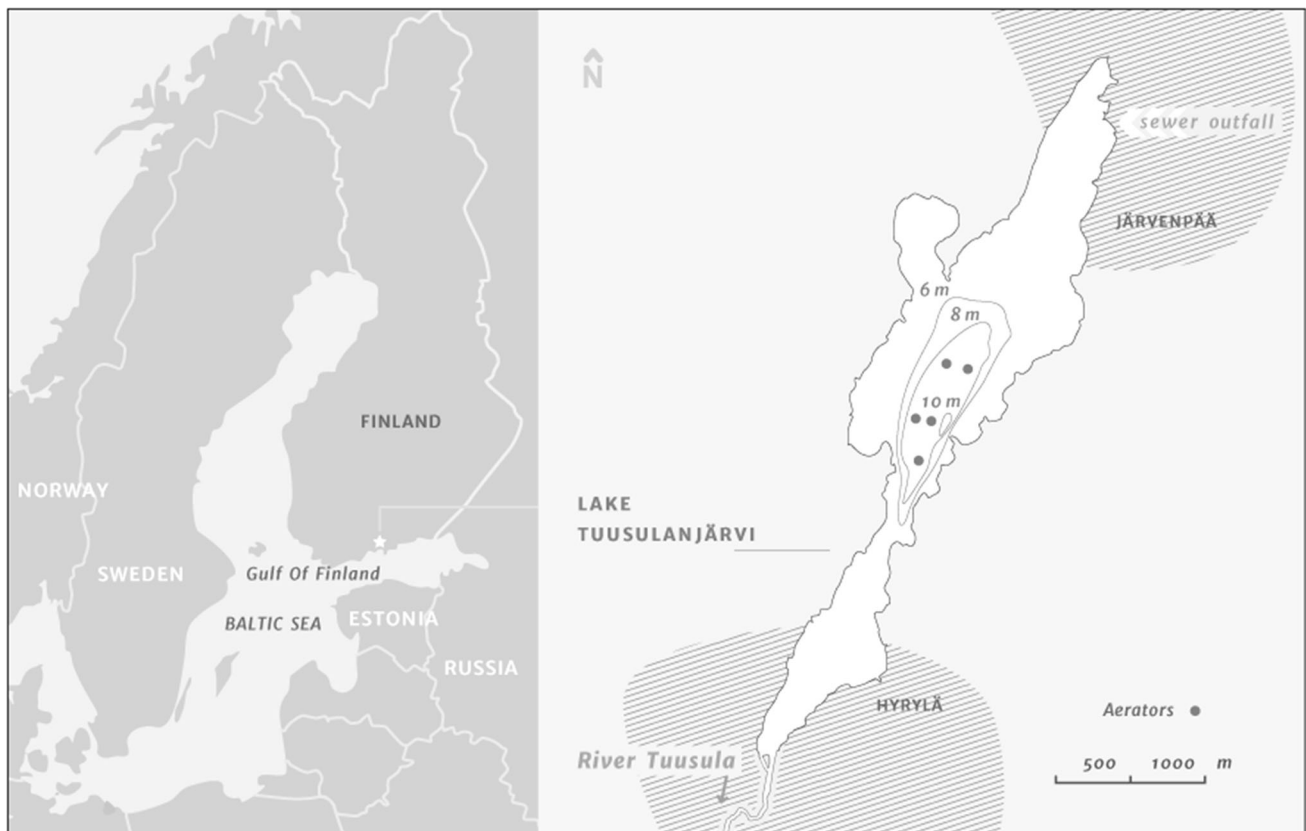 FINLAND
NORWAY
SWEDEN
Gulf Of Finland
BALTIC SEA
ESTONIA
RUSSIA
N
sewer outfall
JÄRVENPÄÄ
6 m
8 m
10 m
LAKE
TUUSULANJÄRVI
HYRYLÄ
River Tuusula
Aerators
500 1000 m